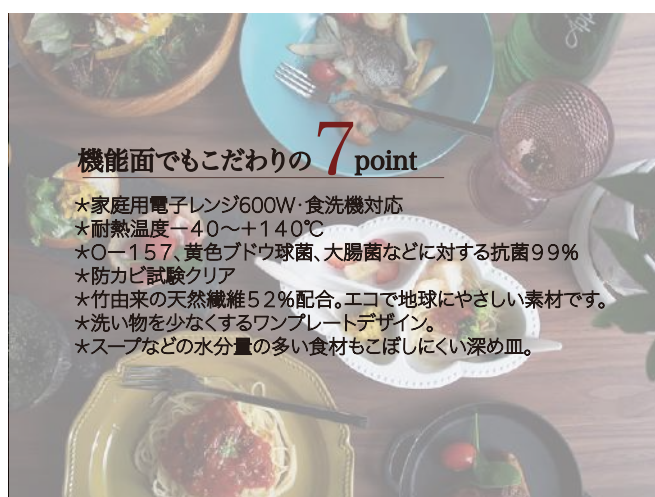 機能面でもこだわりの7point
＊家庭用電子レンジ600W・食洗機対応
＊耐熱温度－４０～＋１４０℃
＊O－１５７、黄色ブドウ球菌、大腸菌などに対する抗菌９９％
＊防カビ試験クリア
＊竹由来の天然繊維５２％配合。エコで地球にやさしい素材です。
＊洗い物を少なくするワンプレートデザイン。
＊スープなどの水分量の多い食材もこぼしにくい深め皿。